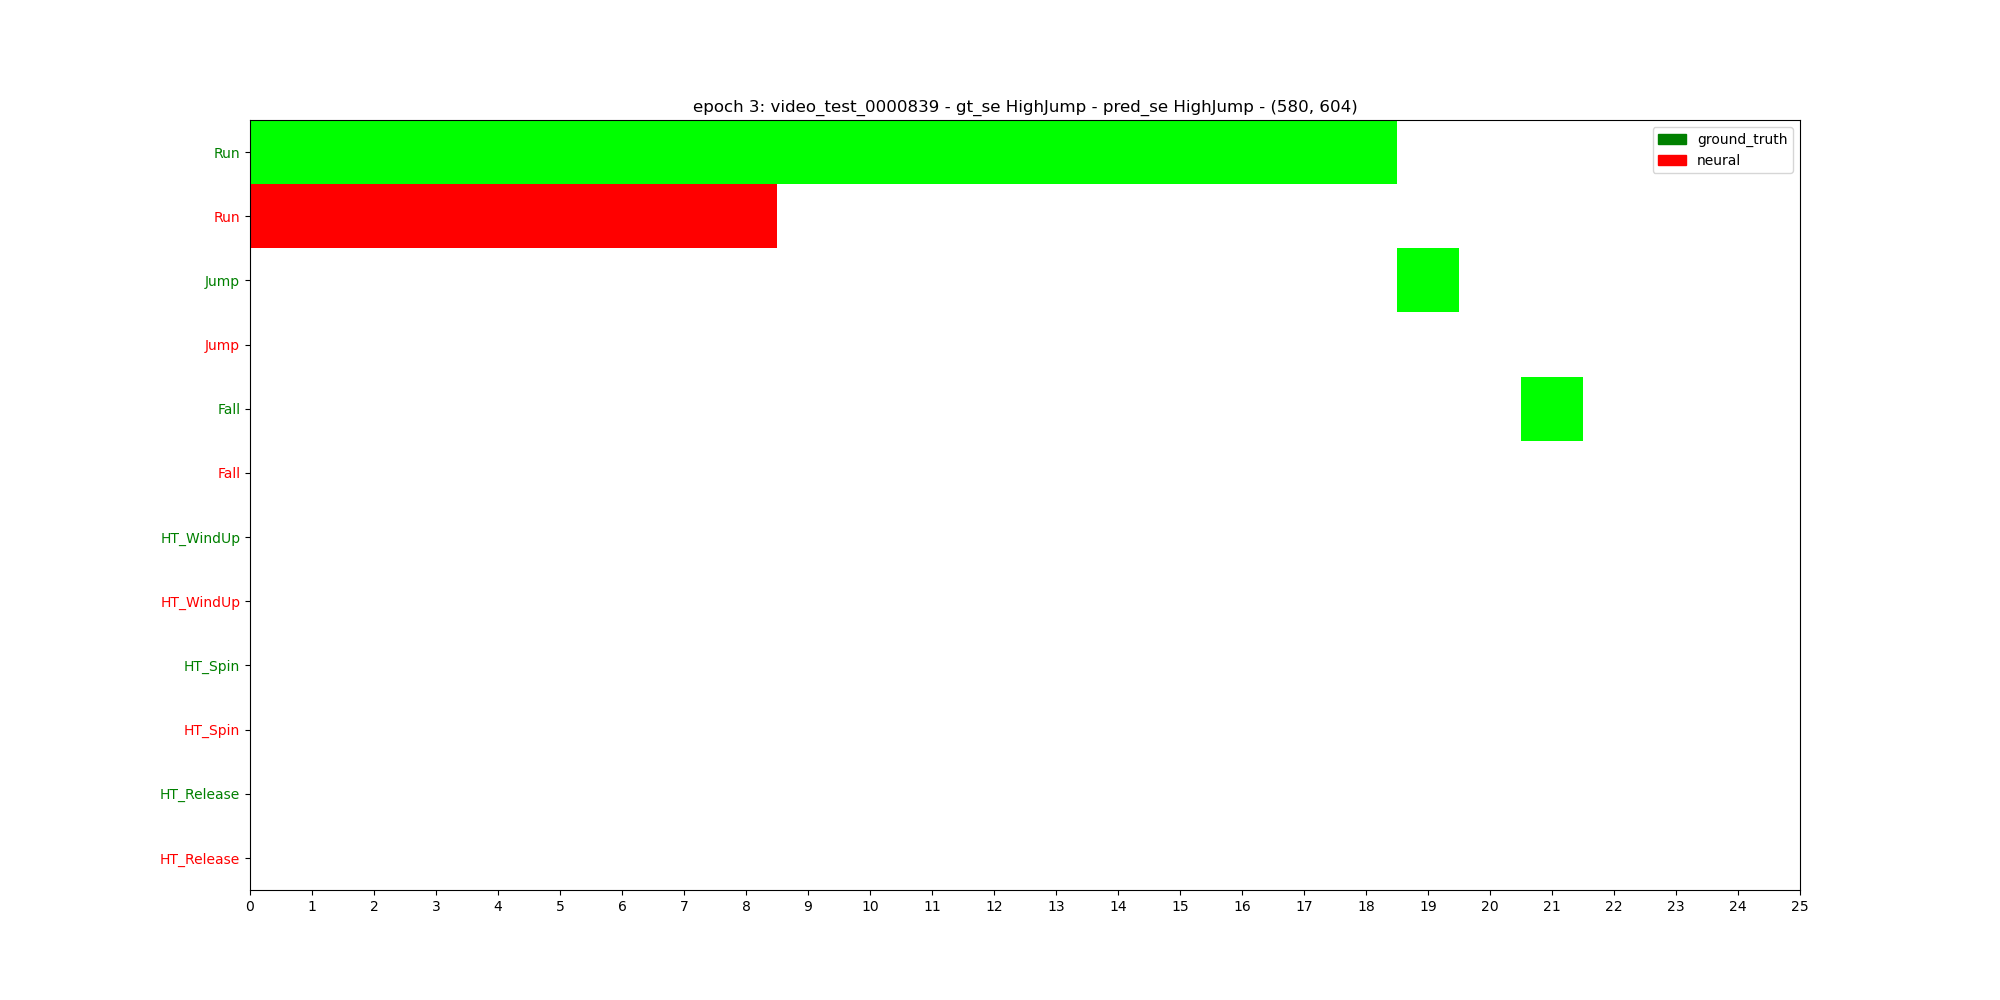 epoch 3: video_test_0000839 - gt_se HighJump - pred_se HighJump - (580, 604)
ground_truth
neural
Run
Run
Jump
Jump
Fall
Fall
HT_WindUp
HT_WindUp
HT_Spin
HT_Spin
HT_Release
HT_Release
0 1 2 3 4 5 6 7 8 9 10 11 12 13 14 15 16 17 18 19 20 21 22 23 24 25